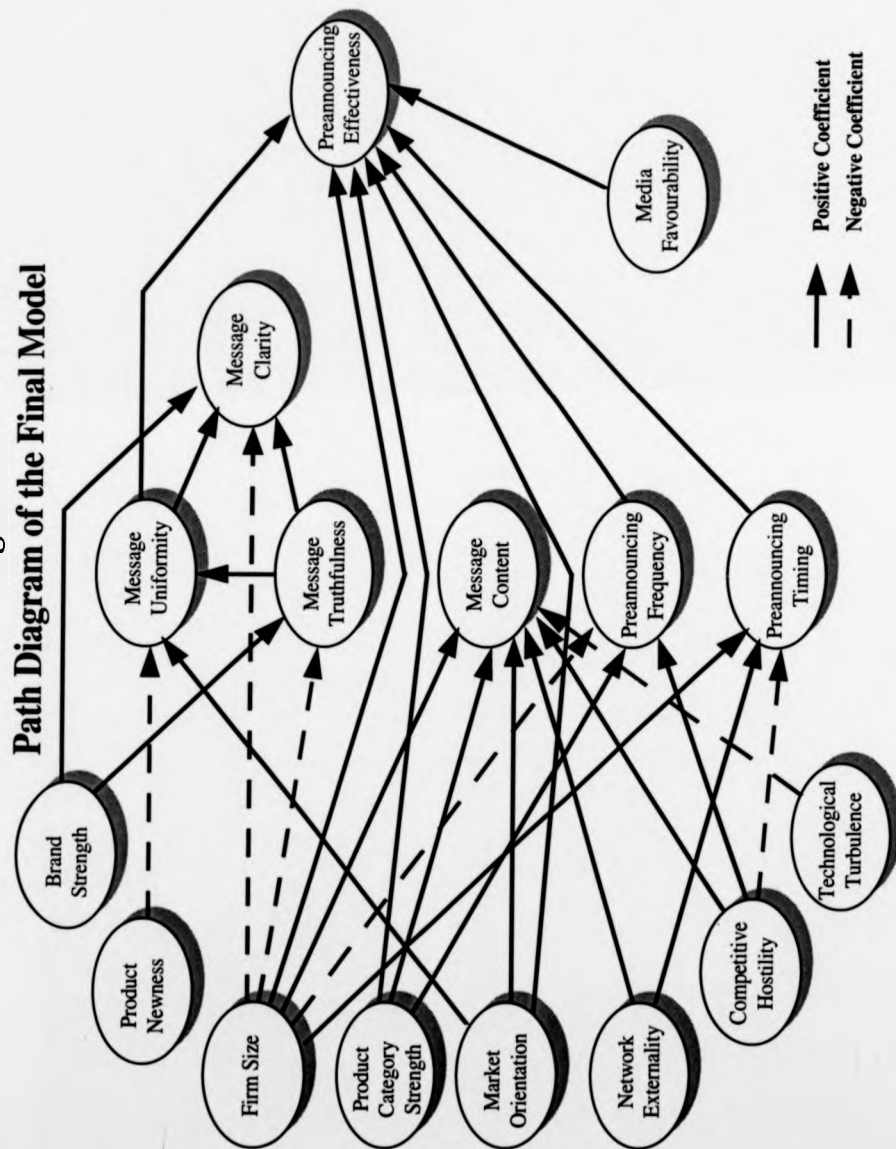 Path Diagram of the Final Model
Brand
Strength
Product
Newness
Firm Size
Product
Category
Strength
Market
Orientation
Network
Externality
Competitive
Hostility
Technological
Turbulence
Message
Uniformity
Message
Truthfulness
Message
Content
Preannouncing
Frequency
Preannouncing
Timing
Message
Clarity
Preannouncing
Effectiveness
Media
Favourability
Positive Coefficient
Negative Coefficient